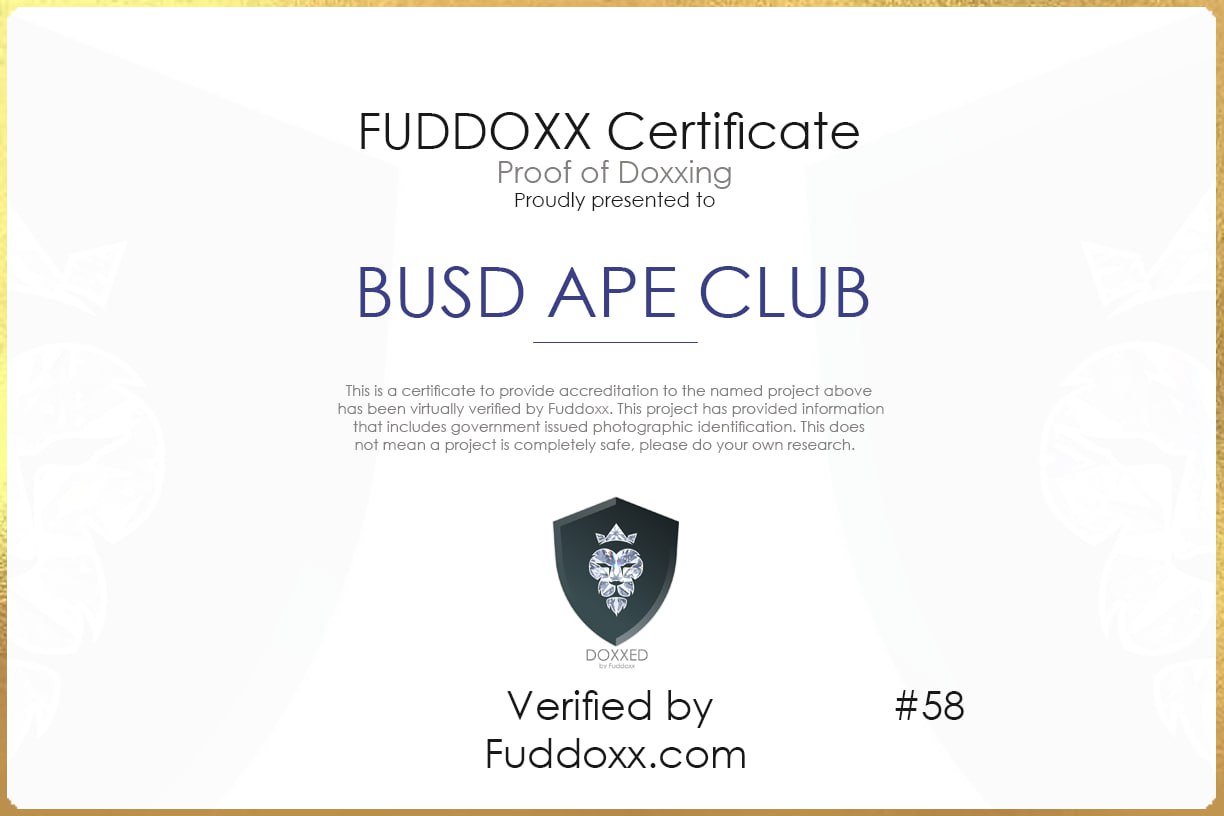 FUDDOXX Certificate
Proof of Doxxing
Proudly presented to
BUSD APE CLUB
This is a certificate to provide accreditation to the named project above
has been virtually verified by Fuddoxx. This project has provided information
that includes government issued photographic identification. This does
not mean a project is completely safe, please do your own research.
DOXXED
by Fuddoxx
Verified by
#58
Fuddoxx.com